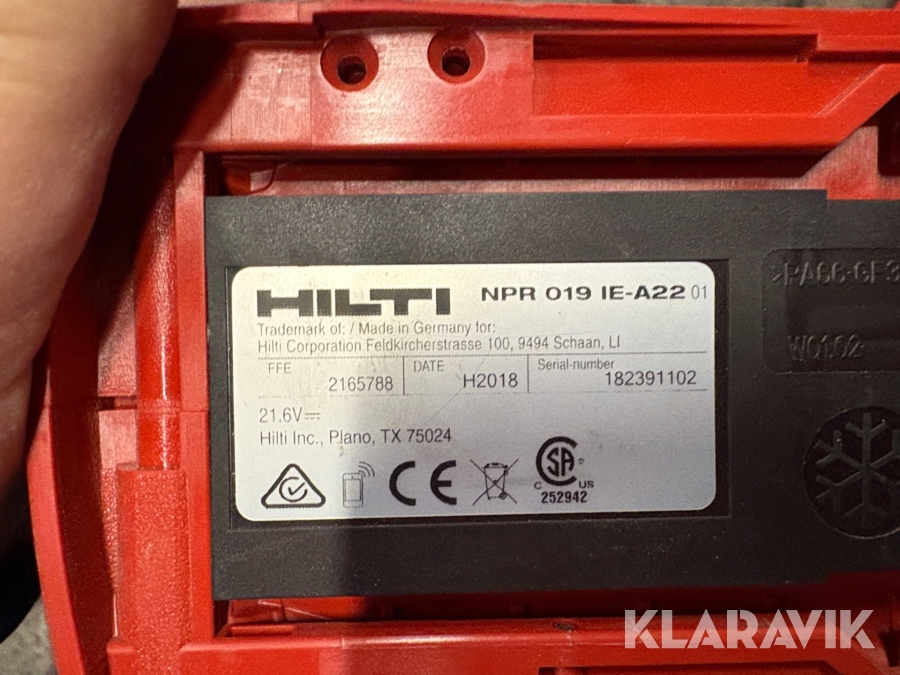 HILTI NPR 019 IE-A22 01
Trademark of: / Made in Germany for:
Hilti Corporation Feldkircherstrasse 100, 9494 Schaan, LI
FFE 2165788 DATE H2018 Serial-number 182391102
21.6V⎓
Hilti Inc., Plano, TX 75024
CE
CSA
C US
252942
>PA66-GF3
W0102
KLARAVIK